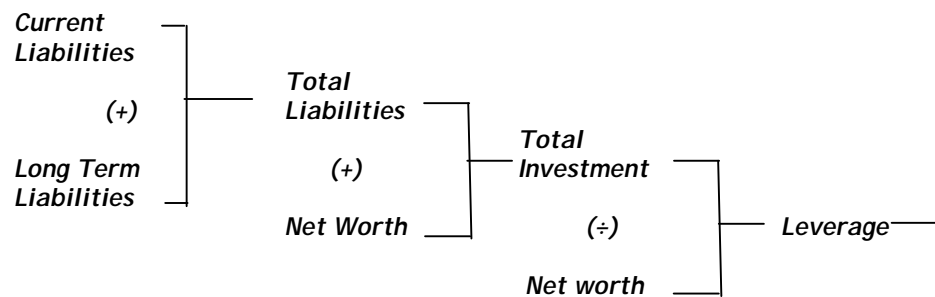 Current
Liabilities
(+)
Long Term
Liabilities
Total
Liabilities
(+)
Net Worth
Total
Investment
(÷)
Net worth
Leverage